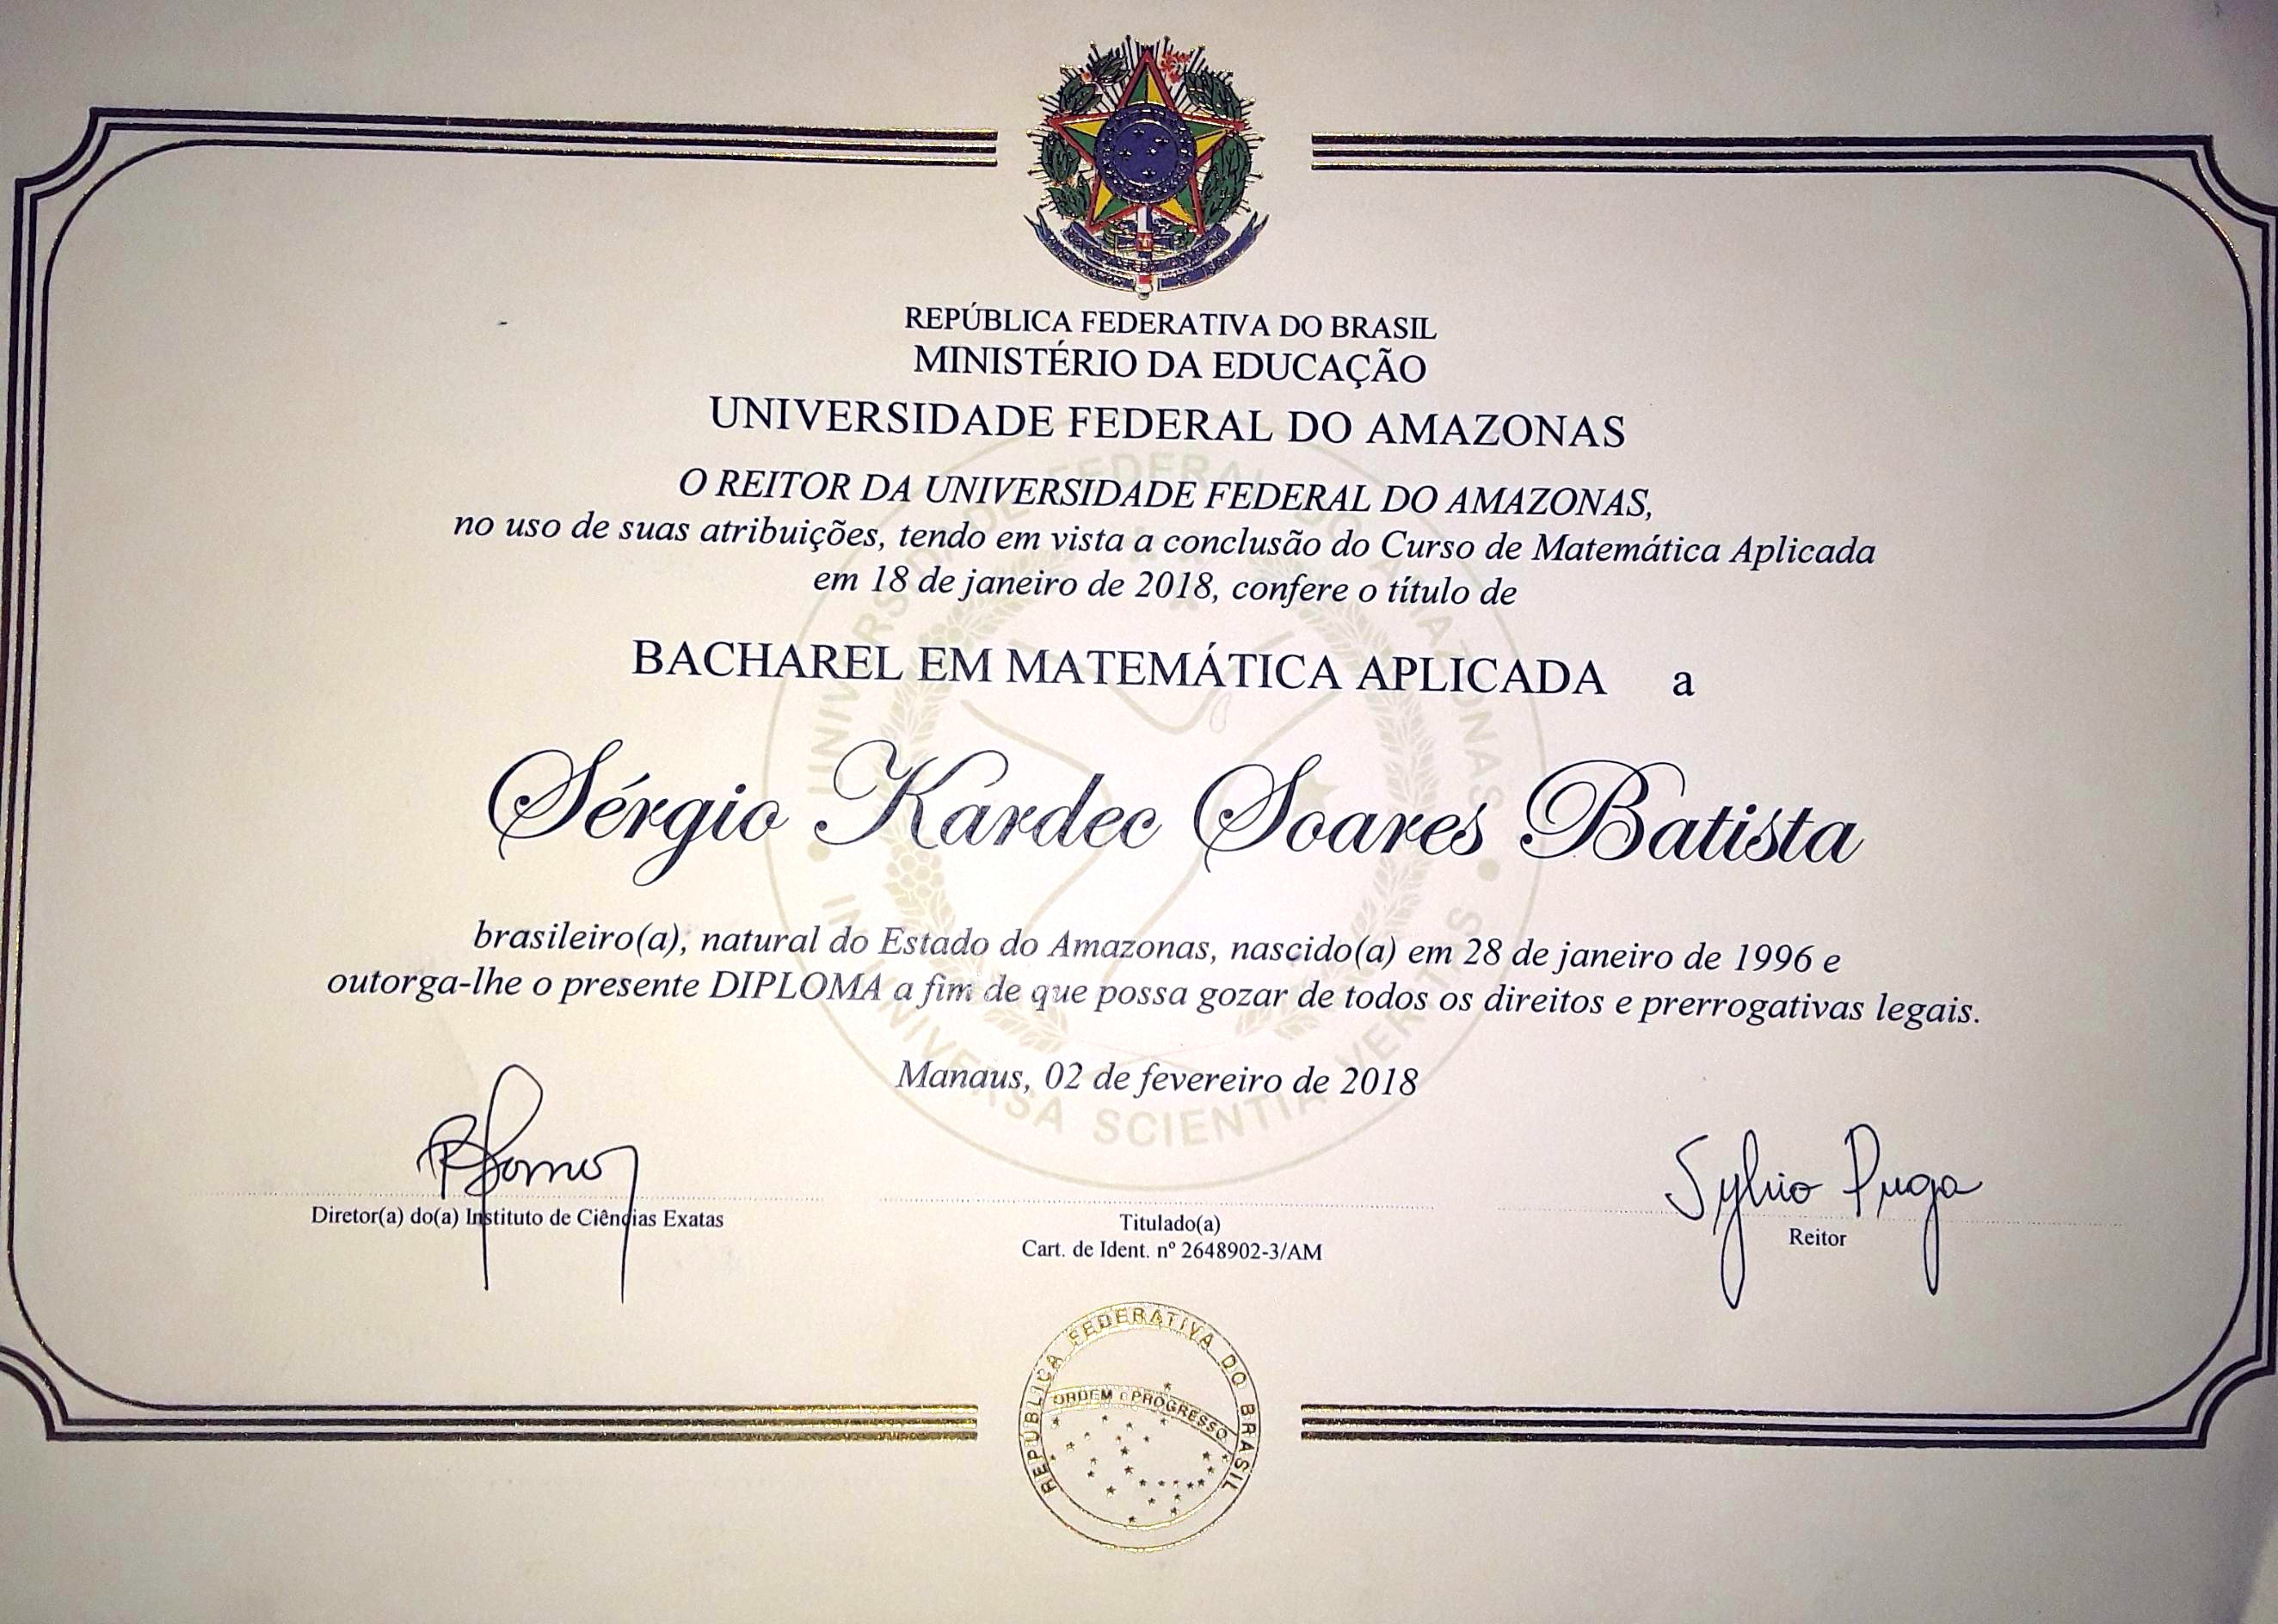 REPÚBLICA FEDERATIVA DO BRASIL
MINISTÉRIO DA EDUCAÇÃO
UNIVERSIDADE FEDERAL DO AMAZONAS
O REITOR DA UNIVERSIDADE FEDERAL DO AMAZONAS,
no uso de suas atribuições, tendo em vista a conclusão do Curso de Matemática Aplicada
em 18 de janeiro de 2018, confere o título de
BACHAREL EM MATEMÁTICA APLICADA a
Sérgio Kardec Soares Batista
brasileiro(a), natural do Estado do Amazonas, nascido(a) em 28 de janeiro de 1996 e
outorga-lhe o presente DIPLOMA a fim de que possa gozar de todos os direitos e prerrogativas legais.
Manaus, 02 de fevereiro de 2018
Sylvio Puga
Diretor(a) do(a) Instituto de Ciências Exatas
Titulado(a)
Cart. de Ident. nº 2648902-3/AM
Reitor
UNIVERSIDADE FEDERAL DO AMAZONAS
IN UNIVERSA SCIENTIA VERITAS
REPÚBLICA FEDERATIVA DO BRASIL
ORDEM E PROGRESSO